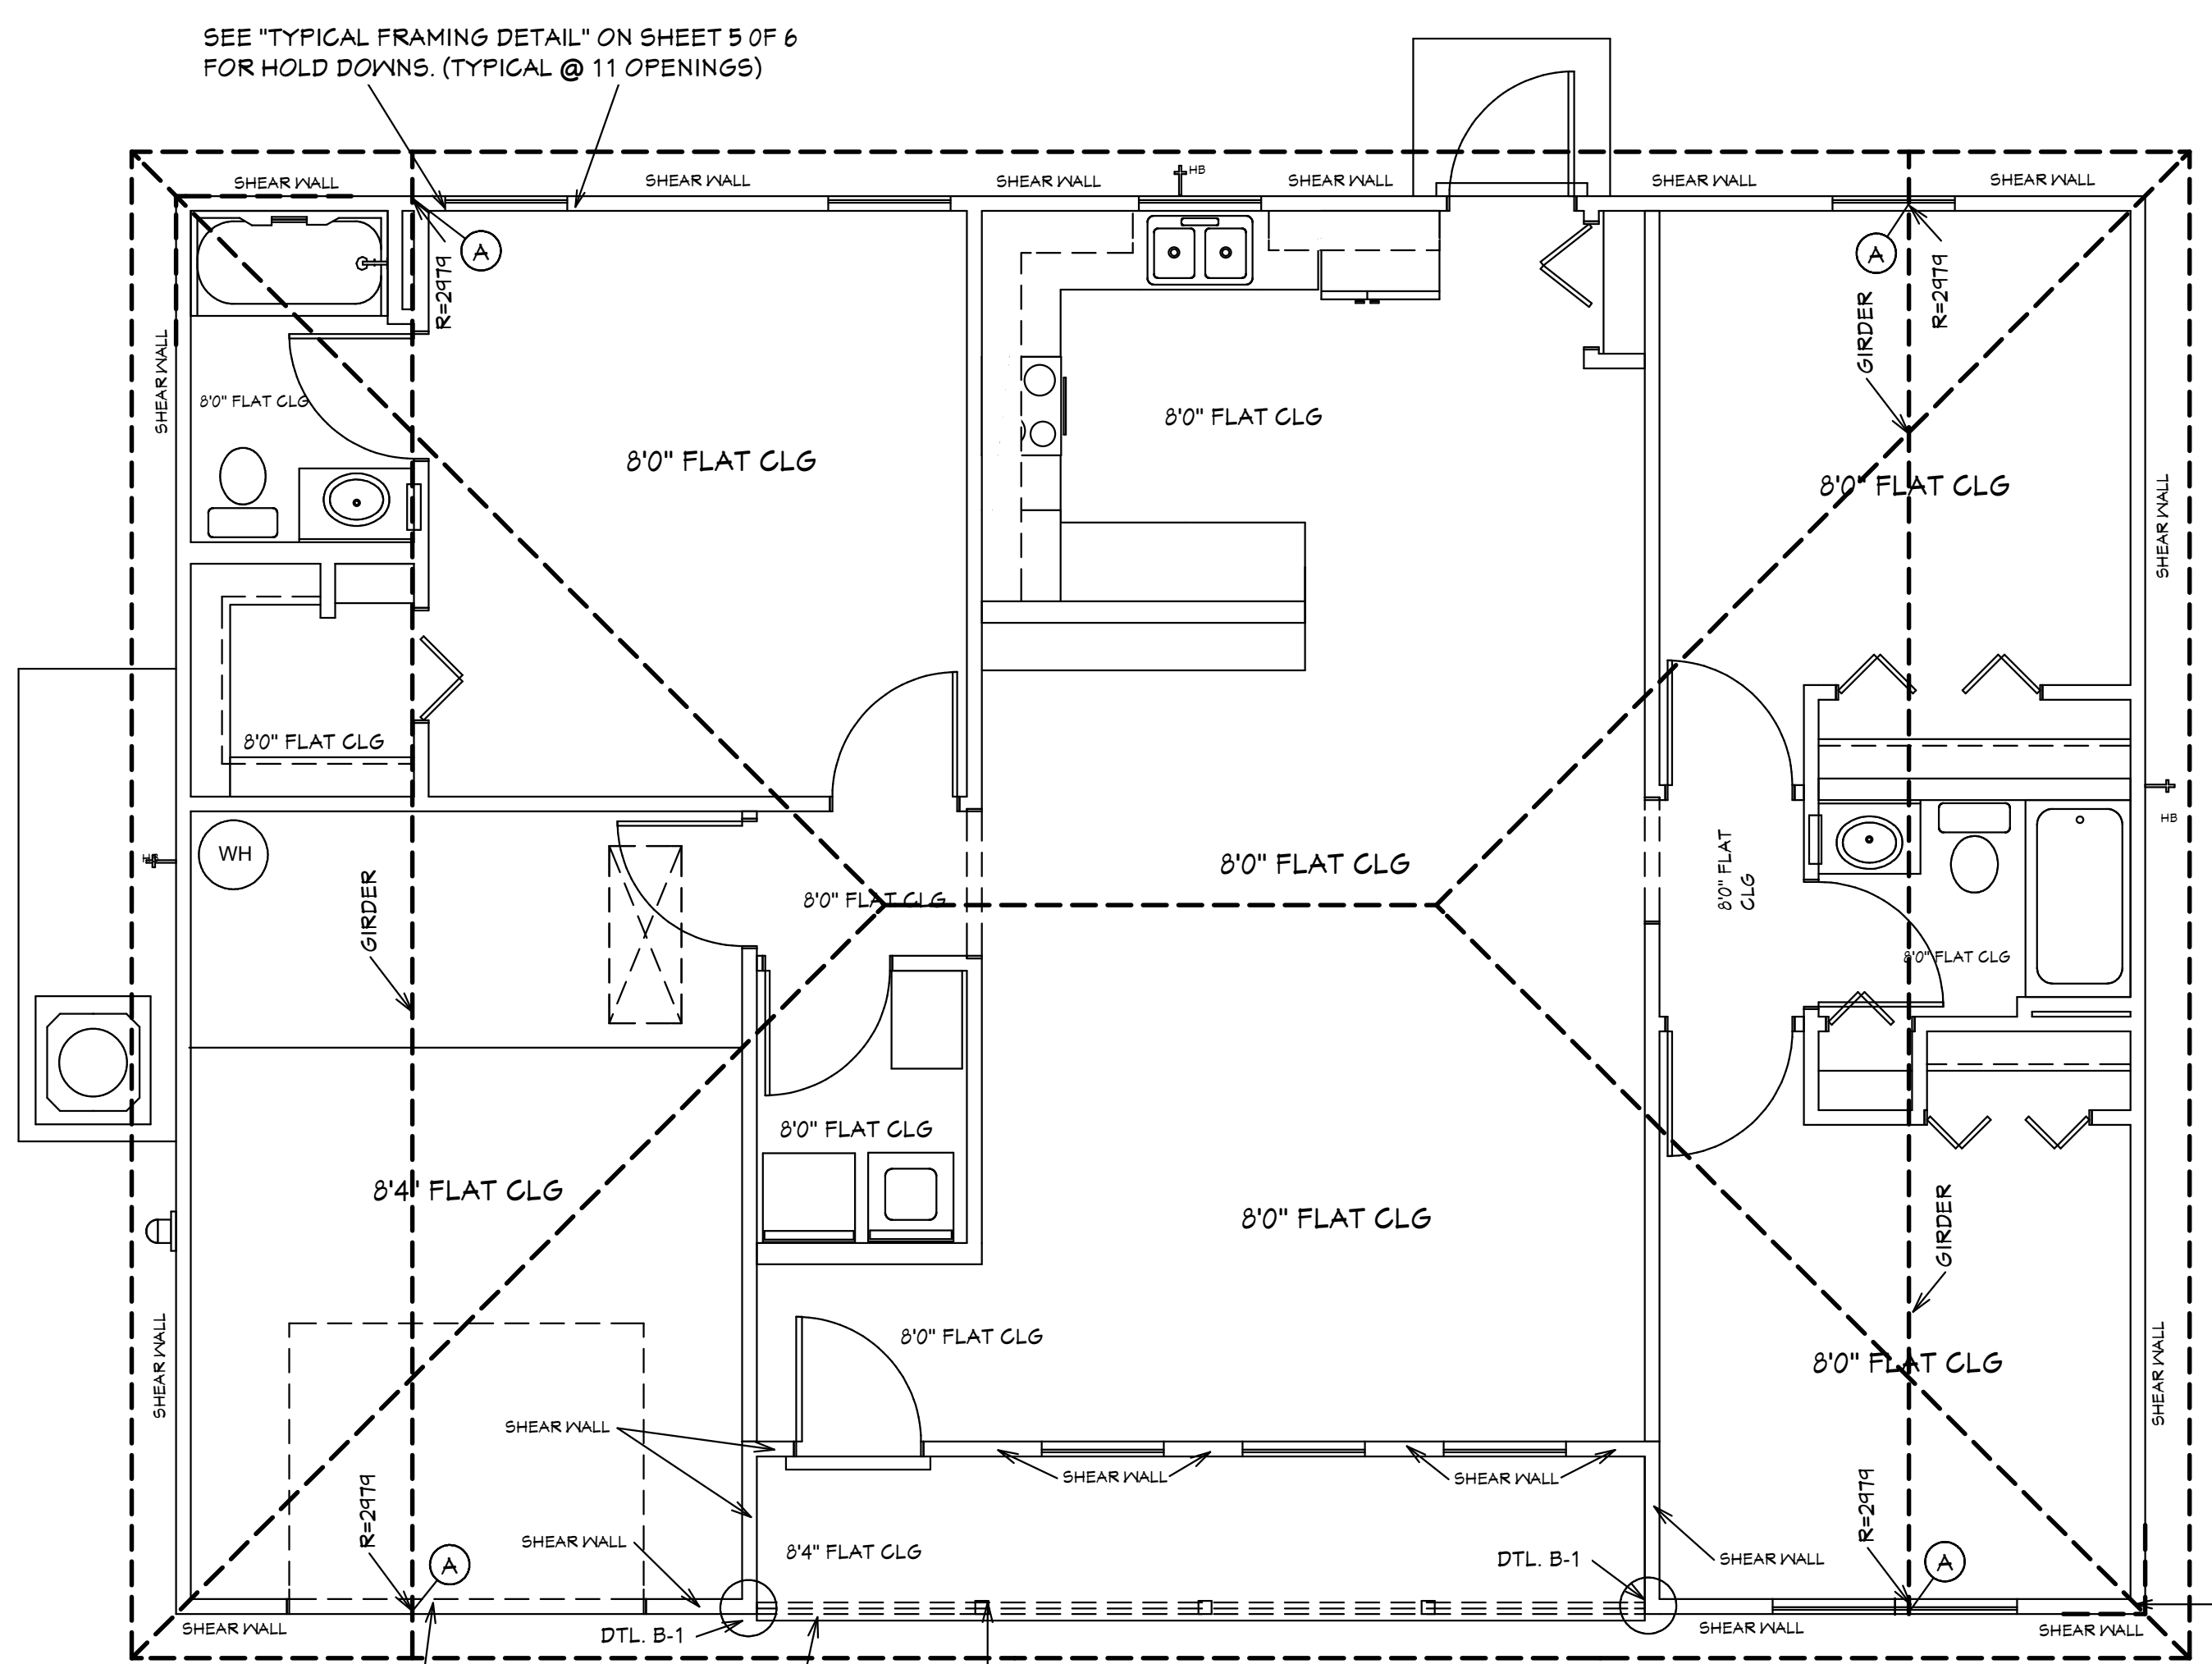 SEE "TYPICAL FRAMING DETAIL" ON SHEET 5 OF 6
FOR HOLD DOWNS. (TYPICAL @ 11 OPENINGS)
SHEAR WALL
SHEAR WALL
SHEAR WALL
HB
SHEAR WALL
SHEAR WALL
SHEAR WALL
A
R=2979
A
R=2979
GIRDER
SHEAR WALL
8'0" FLAT CLG
8'0" FLAT CLG
8'0" FLAT CLG
8'0" FLAT CLG
SHEAR WALL
8'0" FLAT CLG
HB
HB
WH
GIRDER
8'0" FLAT CLG
8'0" FLAT CLG
8'0" FLAT
CLG
8'0" FLAT CLG
8'0" FLAT CLG
8'4" FLAT CLG
8'0" FLAT CLG
GIRDER
SHEAR WALL
8'0" FLAT CLG
8'0" FLAT CLG
SHEAR WALL
SHEAR WALL
SHEAR WALL
SHEAR WALL
R=2979
R=2979
SHEAR WALL
8'4" FLAT CLG
DTL. B-1
SHEAR WALL
A
A
SHEAR WALL
DTL. B-1
SHEAR WALL
SHEAR WALL